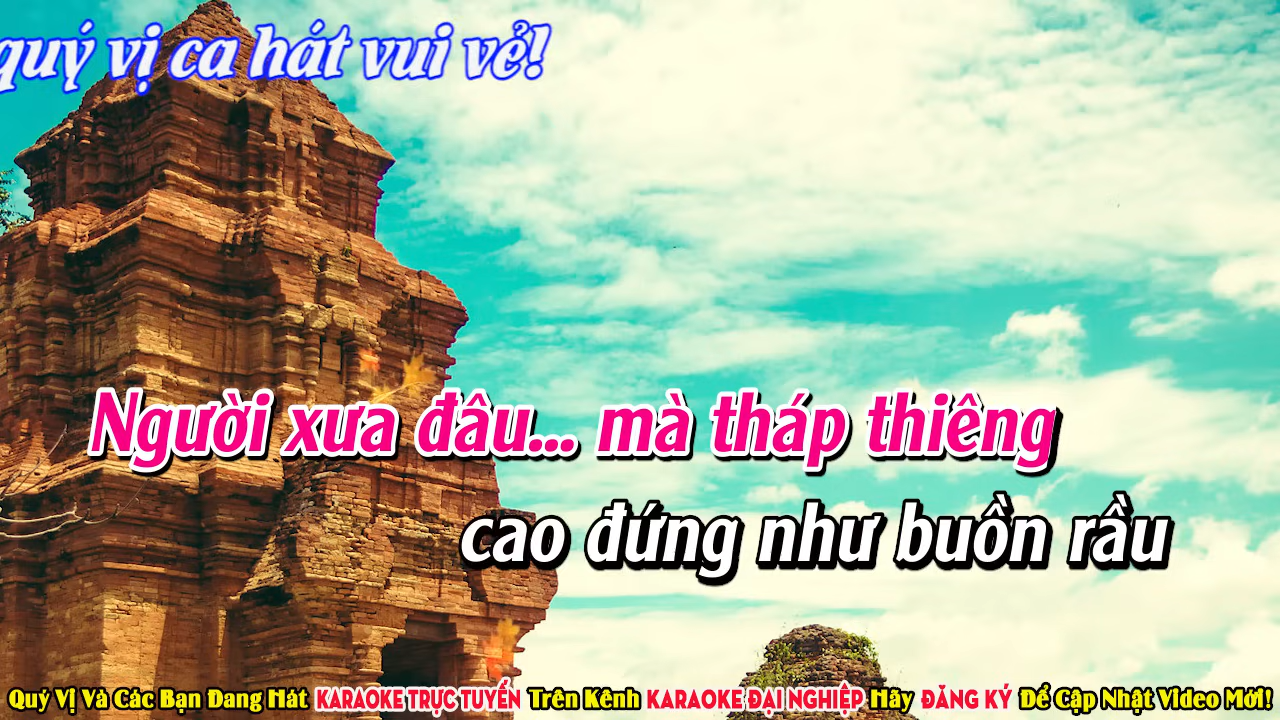 quý vị ca hát vui vẻ!
Người xưa đâu... mà tháp thiêng
cao đứng như buồn rầu
Quý Vị Và Các Bạn Đang Hát KARAOKE TRỰC TUYẾN Trên Kênh KARAOKE ĐẠI NGHIỆP Hãy ĐĂNG KÝ Để Cập Nhật Video Mới!